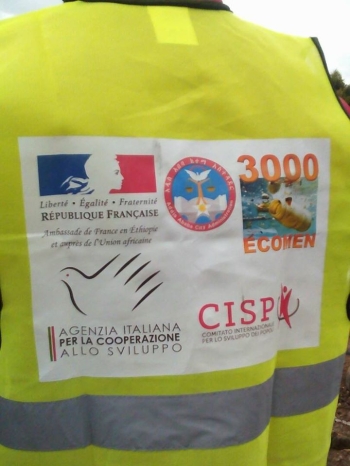 Liberté • Égalité • Fraternité
RÉPUBLIQUE FRANÇAISE
Ambassade de France en Éthiopie
et auprès de l'Union africaine
3000
ECOMEN
AGENZIA ITALIANA
PER LA COOPERAZIONE
ALLO SVILUPPO
CISP
COMITATO INTERNAZIONALE
PER LO SVILUPPO DEI POPOLI